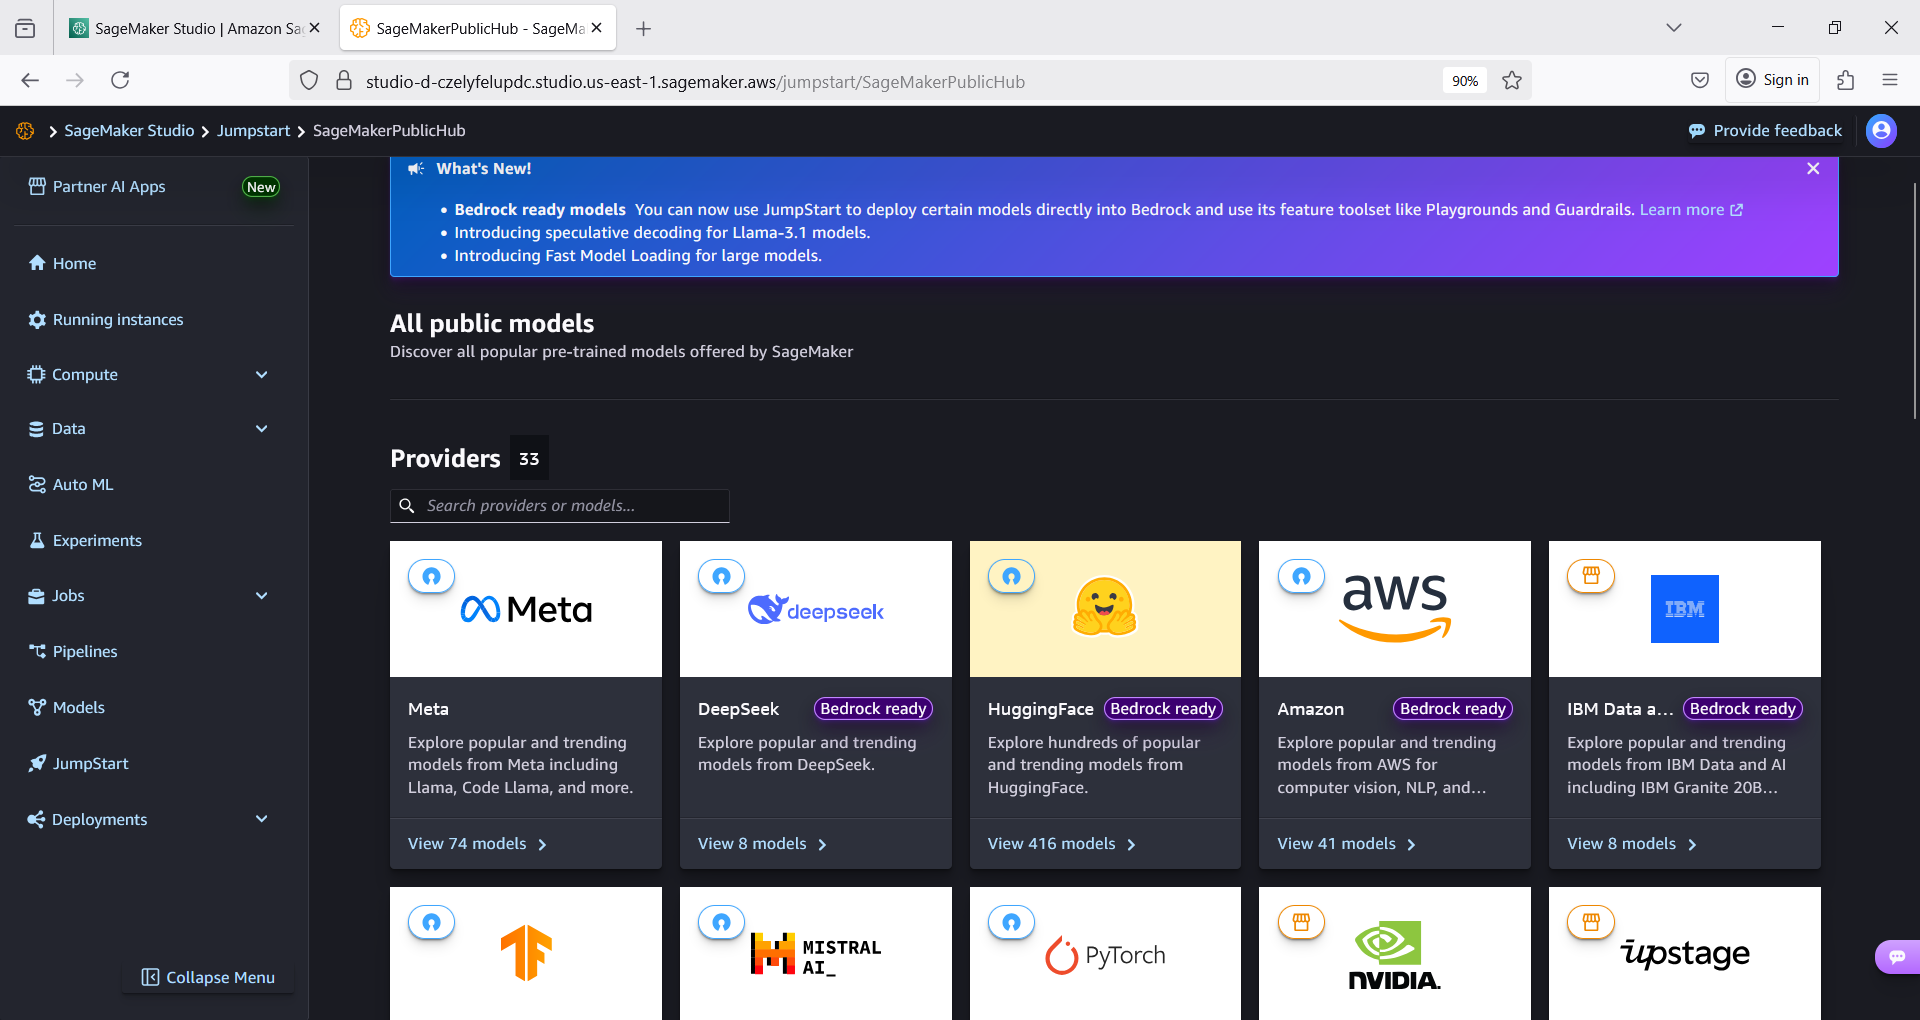 SageMaker Studio | Amazon Sa
SageMakerPublicHub - SageMa
studio-d-czelyfelupdc.studio.us-east-1.sagemaker.aws/jumpstart/SageMakerPublicHub
90%
Sign in
SageMaker Studio
Jumpstart
SageMakerPublicHub
Provide feedback
Partner AI Apps
New
Home
Running instances
Compute
Data
Auto ML
Experiments
Jobs
Pipelines
Models
JumpStart
Deployments
Collapse Menu
What's New!
• Bedrock ready models You can now use JumpStart to deploy certain models directly into Bedrock and use its feature toolset like Playgrounds and Guardrails. Learn more
• Introducing speculative decoding for Llama-3.1 models.
• Introducing Fast Model Loading for large models.
All public models
Discover all popular pre-trained models offered by SageMaker
Providers 33
Search providers or models...
Meta
Meta
Explore popular and trending
models from Meta including
Llama, Code Llama, and more.
View 74 models
deepseek
DeepSeek
Bedrock ready
Explore popular and trending
models from DeepSeek.
View 8 models
HuggingFace
Bedrock ready
Explore hundreds of popular
and trending models from
HuggingFace.
View 416 models
aws
Amazon
Bedrock ready
Explore popular and trending
models from AWS for
computer vision, NLP, and...
View 41 models
IBM
IBM Data a...
Bedrock ready
Explore popular and trending
models from IBM Data and AI
including IBM Granite 20B...
View 8 models
MISTRAL
AI_
PyTorch
NVIDIA.
upstage